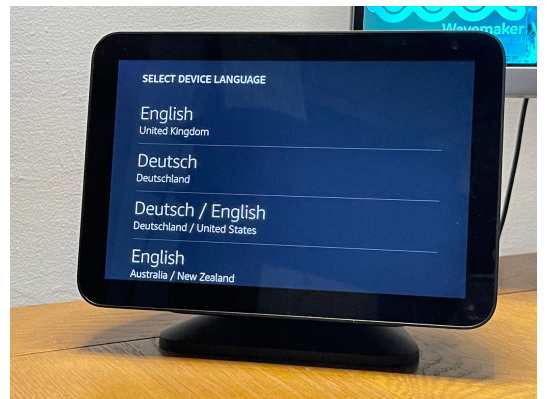 Wavemaker
SELECT DEVICE LANGUAGE
English
United Kingdom
Deutsch
Deutschland
Deutsch / English
Deutschland / United States
English
Australia / New Zealand